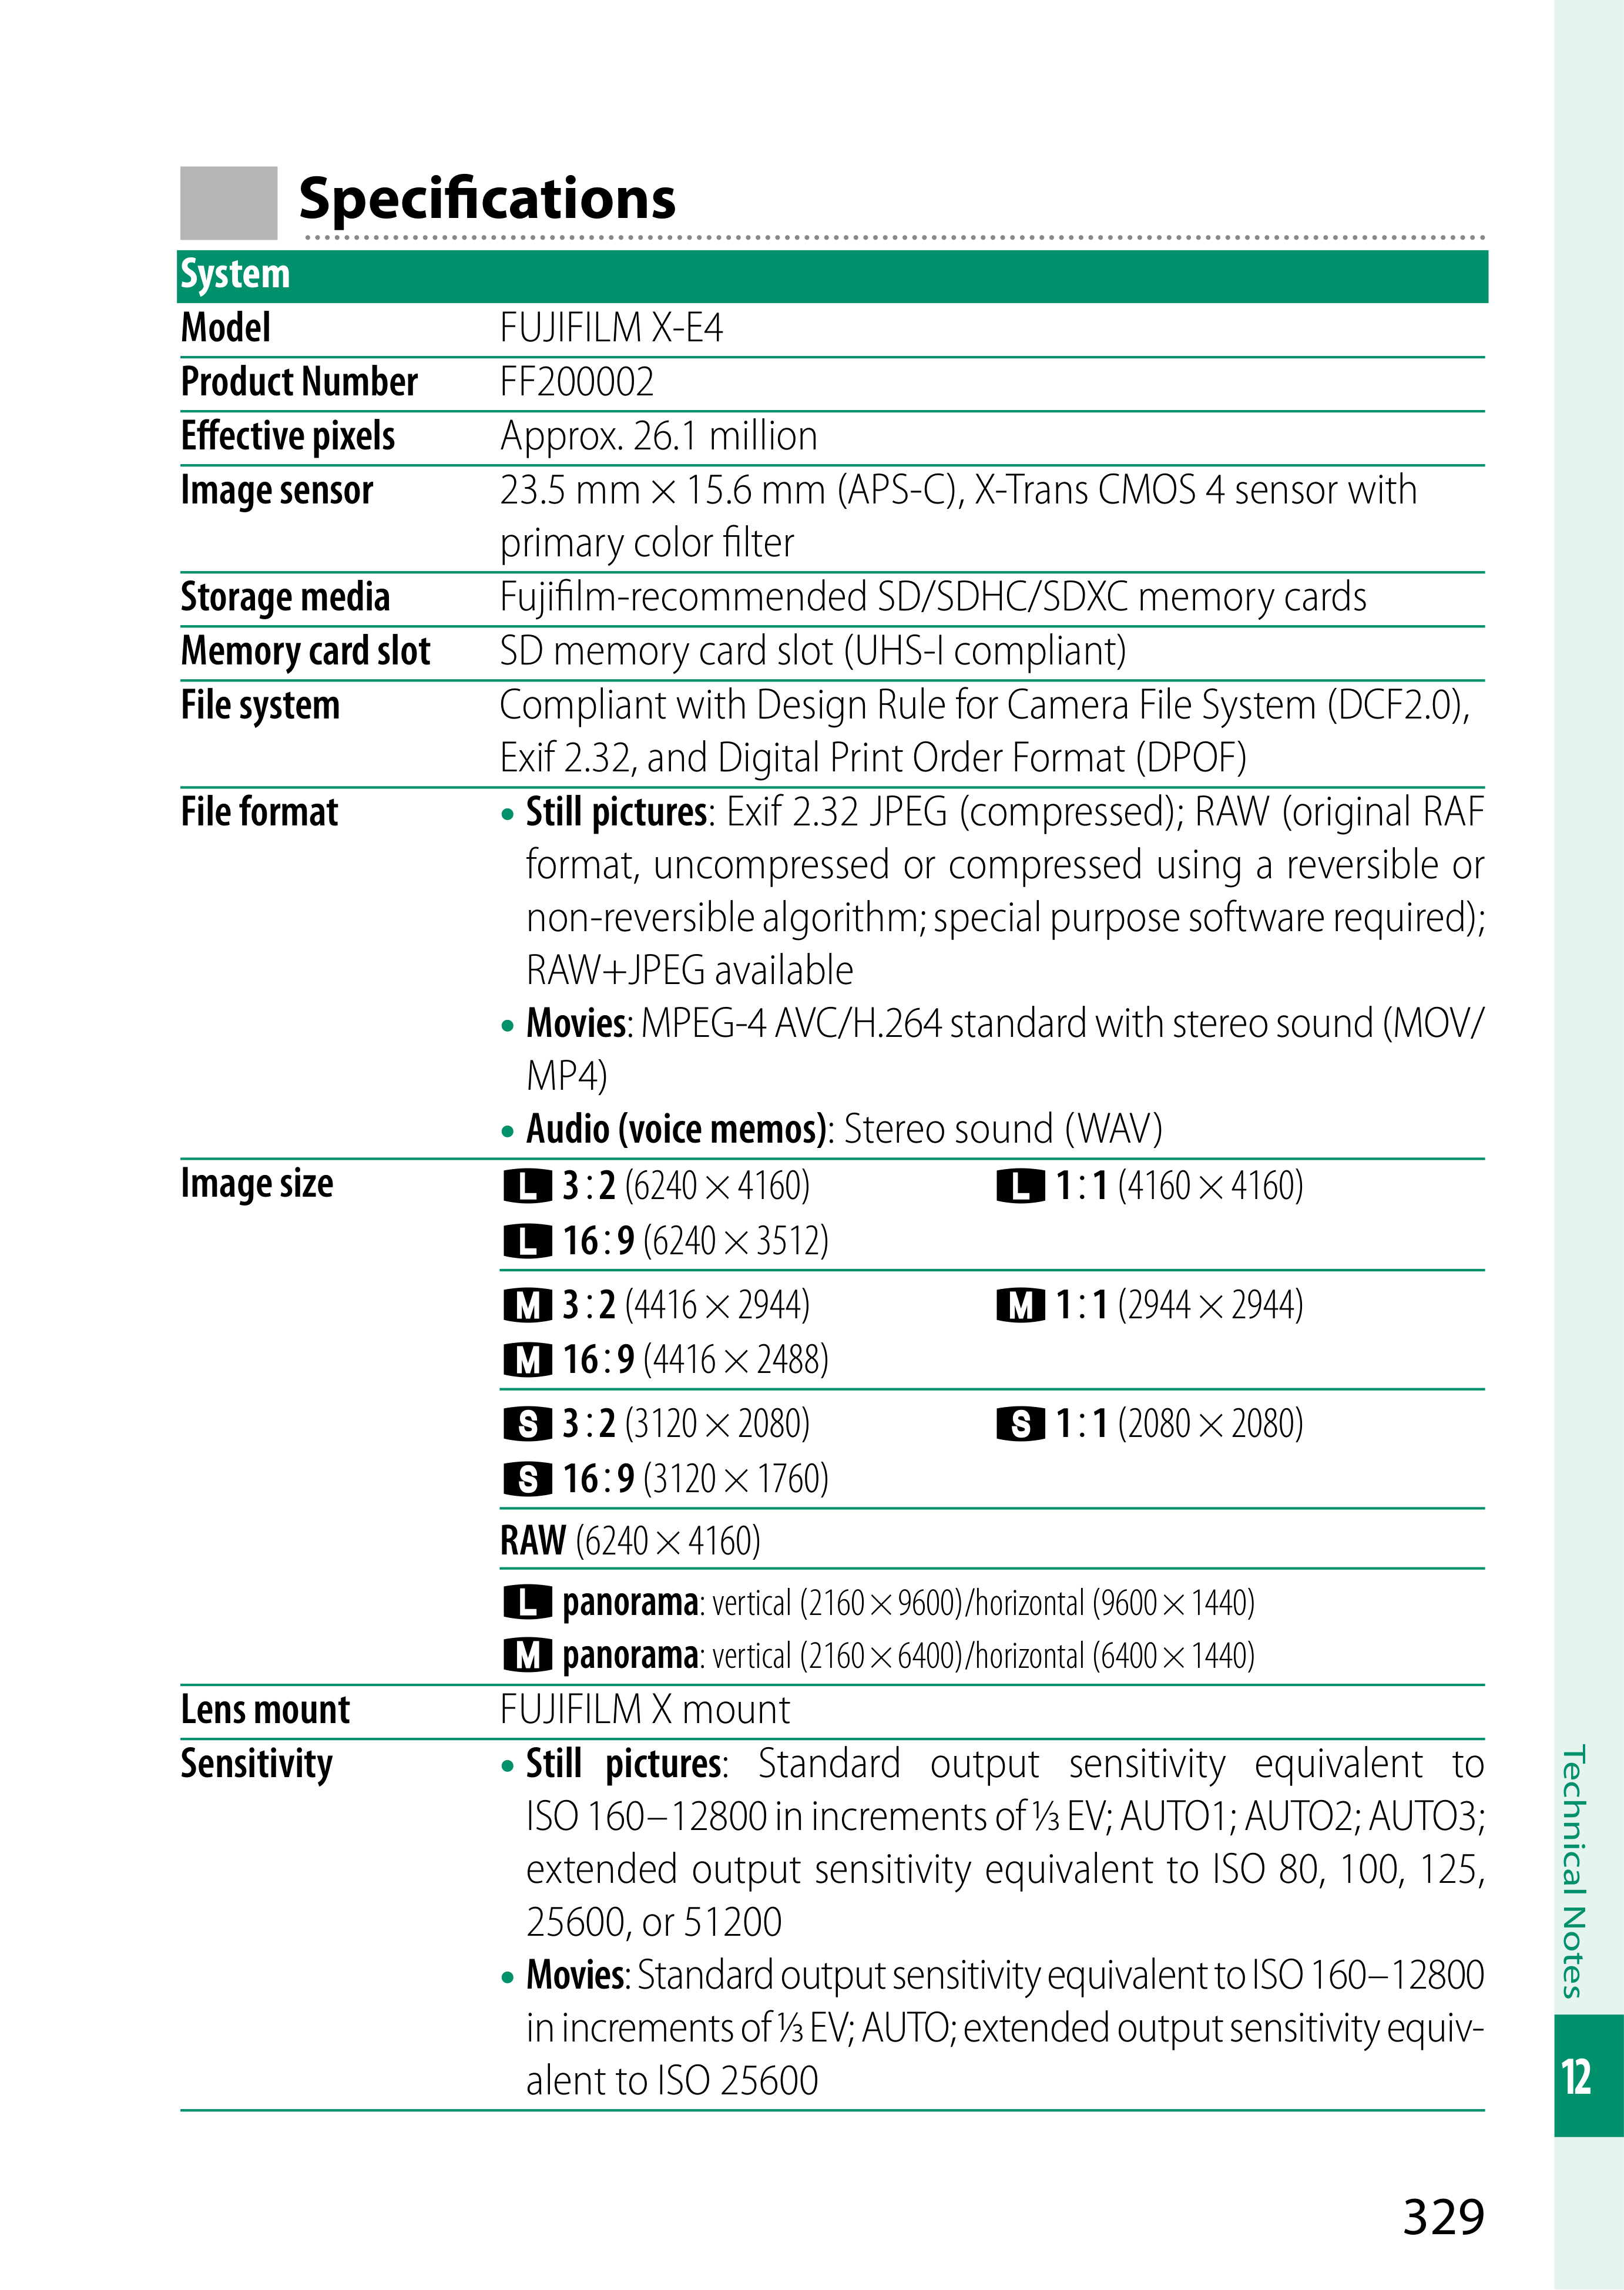 Specifications
System
Model FUJIFILM X-E4
Product Number FF200002
Effective pixels Approx. 26.1 million
Image sensor 23.5 mm × 15.6 mm (APS-C), X-Trans CMOS 4 sensor with
primary color filter
Storage media Fujifilm-recommended SD/SDHC/SDXC memory cards
Memory card slot SD memory card slot (UHS-I compliant)
File system Compliant with Design Rule for Camera File System (DCF2.0),
Exif 2.32, and Digital Print Order Format (DPOF)
File format • Still pictures: Exif 2.32 JPEG (compressed); RAW (original RAF
format, uncompressed or compressed using a reversible or
non-reversible algorithm; special purpose software required);
RAW+JPEG available
• Movies: MPEG-4 AVC/H.264 standard with stereo sound (MOV/
MP4)
• Audio (voice memos): Stereo sound (WAV)
Image size L 3:2 (6240 × 4160) L 1:1 (4160 × 4160)
L 16:9 (6240 × 3512)
M 3:2 (4416 × 2944) M 1:1 (2944 × 2944)
M 16:9 (4416 × 2488)
S 3:2 (3120 × 2080) S 1:1 (2080 × 2080)
S 16:9 (3120 × 1760)
RAW (6240 × 4160)
L panorama: vertical (2160 × 9600)/horizontal (9600 × 1440)
M panorama: vertical (2160 × 6400)/horizontal (6400 × 1440)
Lens mount FUJIFILM X mount
Sensitivity • Still pictures: Standard output sensitivity equivalent to
ISO 160–12800 in increments of ⅓ EV; AUTO1; AUTO2; AUTO3;
extended output sensitivity equivalent to ISO 80, 100, 125,
25600, or 51200
• Movies: Standard output sensitivity equivalent to ISO 160–12800
in increments of ⅓ EV; AUTO; extended output sensitivity equiv-
alent to ISO 25600
Technical Notes
12
329